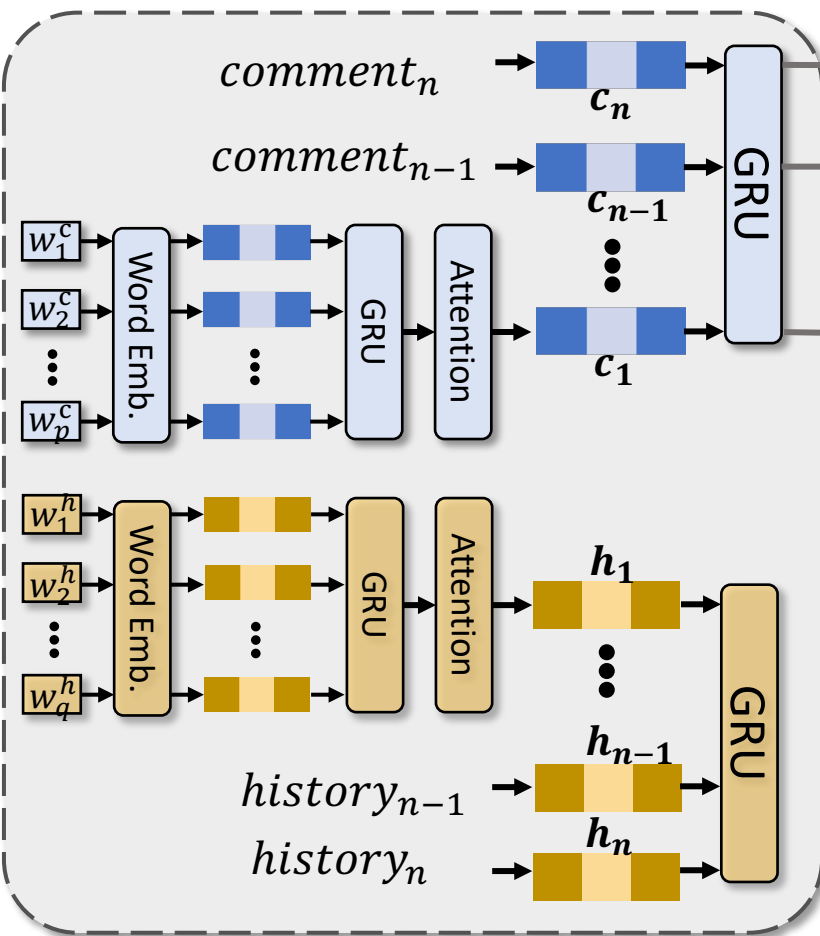 comment_n
c_n
comment_{n-1}
c_{n-1}
GRU
w_1^c
w_2^c
w_p^c
Word Emb.
GRU
Attention
c_1
w_1^h
w_2^h
w_q^h
Word Emb.
GRU
Attention
h_1
h_{n-1}
history_{n-1}
h_n
history_n
GRU